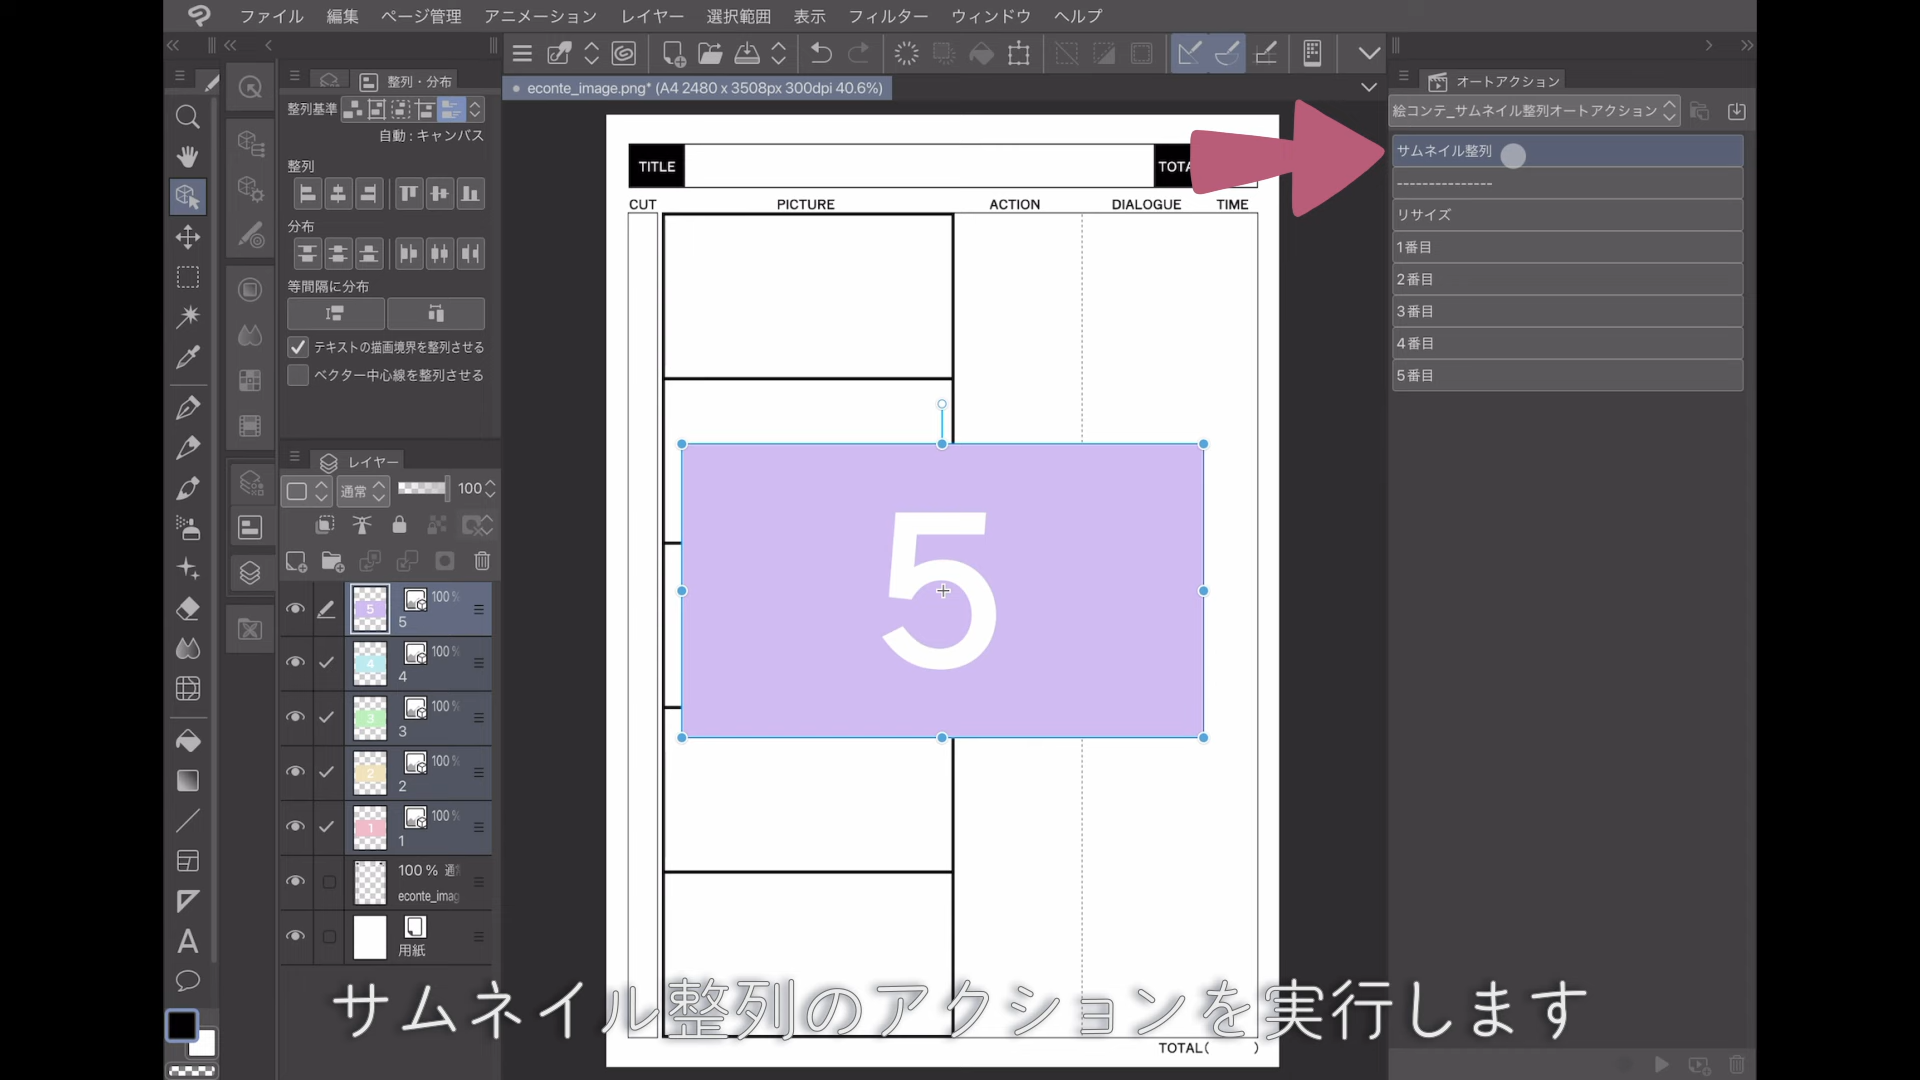 ファイル 編集 ページ管理 アニメーション レイヤー 選択範囲 表示 フィルター ウィンドウ ヘルプ
整列・分布
整列基準
自動 : キャンバス
整列
分布
等間隔に分布
テキストの描画境界を整列させる
ベクター中心線を整列させる
レイヤー
通常 100
100 %
5
100 %
4
100 %
3
100 %
2
100 %
1
100 %
econte_imag
用紙
econte_image.png* (A4 2480 x 3508px 300dpi 40.6%)
TITLE TOTA
CUT PICTURE ACTION DIALOGUE TIME
5
TOTAL( )
オートアクション
絵コンテ_サムネイル整列オートアクション
サムネイル整列
---------------
リサイズ
1番目
2番目
3番目
4番目
5番目
サムネイル整列のアクションを実行します